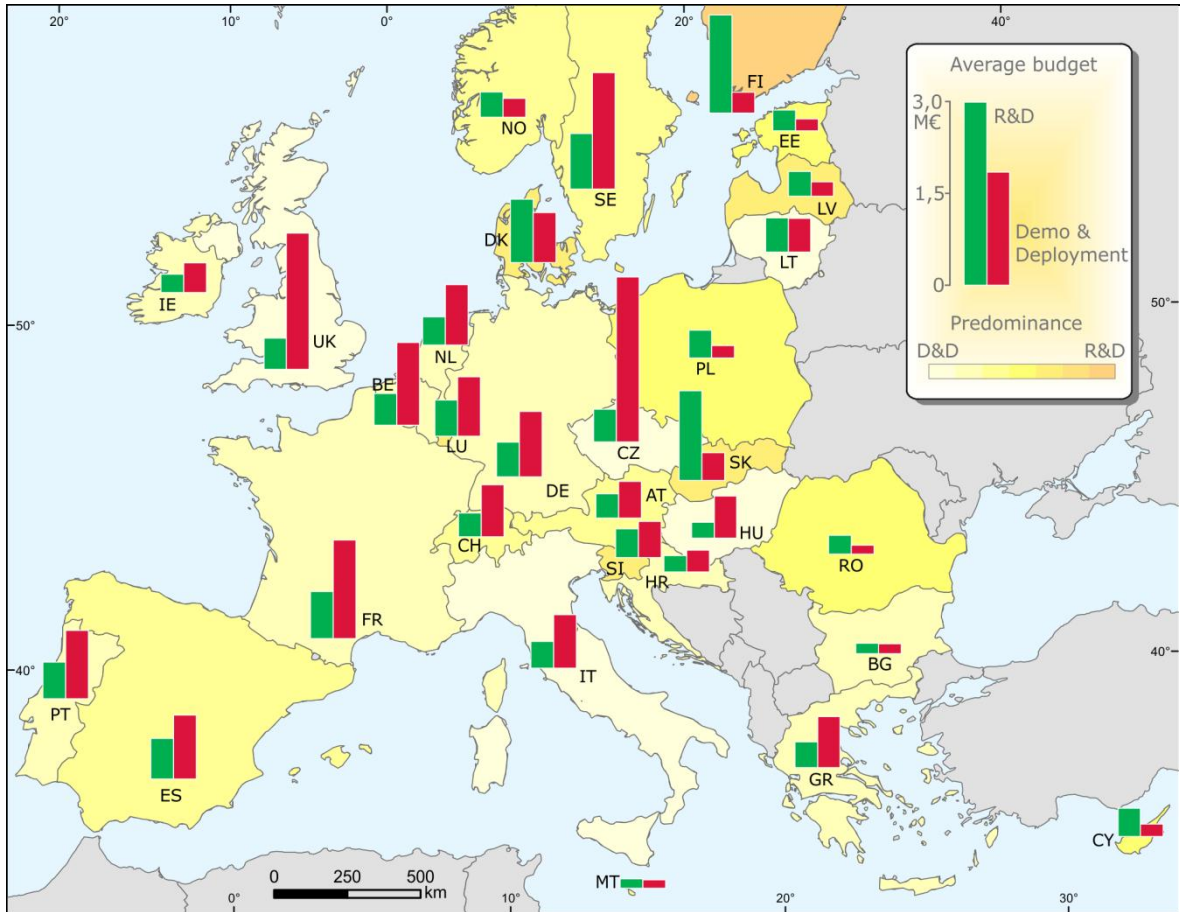 20°
10°
0°
20°
40°
FI
NO
EE
SE
LV
DK
LT
IE
UK
NL
BE
PL
50°
50°
LU
CZ
SK
DE
AT
HU
CH
SI
HR
RO
FR
IT
BG
40°
40°
PT
ES
GR
CY
MT
0 250 500
km
0°
10°
20°
30°
Average budget
3,0
M€
R&D
1,5
Demo &
Deployment
0
Predominance
D&D R&D